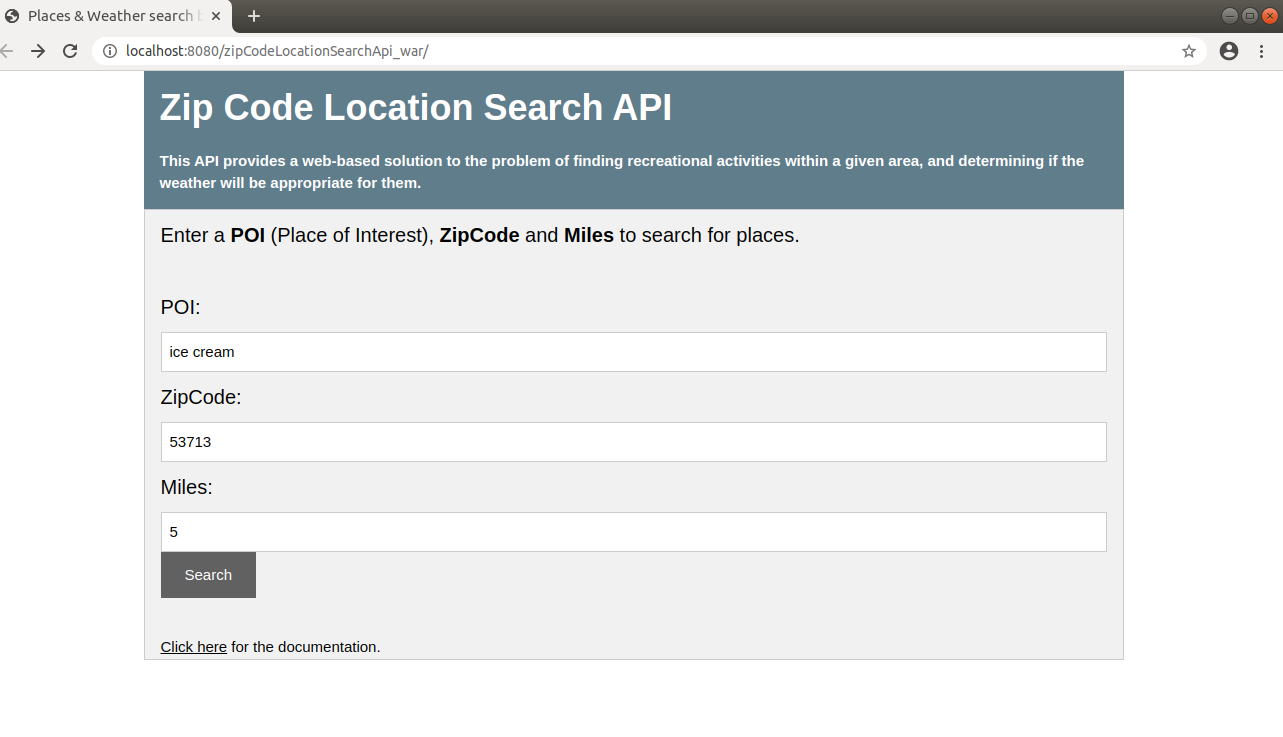 Places & Weather search b
localhost:8080/zipCodeLocationSearchApi_war/
Zip Code Location Search API
This API provides a web-based solution to the problem of finding recreational activities within a given area, and determining if the
weather will be appropriate for them.
Enter a POI (Place of Interest), ZipCode and Miles to search for places.
POI:
ice cream
ZipCode:
53713
Miles:
5
Search
Click here for the documentation.